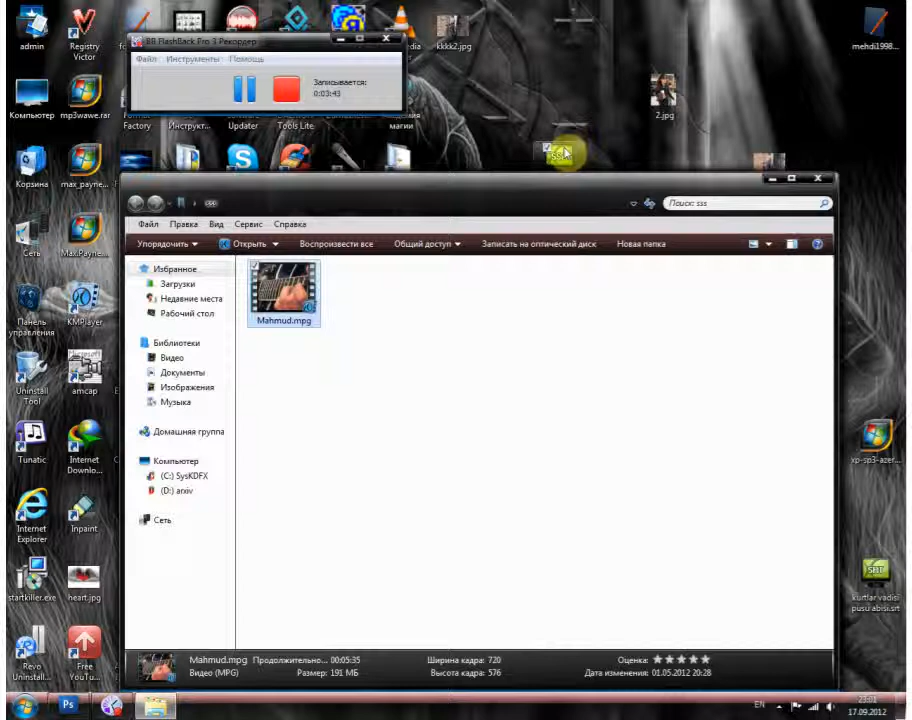 admin
Registry
Victor
kkkk2.jpg
mehdi1998...
BB FlashBack Pro 3 Рекордер
Файл Инструменты Помощь
Записывается:
0:03:43
Компьютер
mp3wawe.rar
Factory
Инструкт...
Updater
Tools Lite
магии
2.jpg
Корзина
max_payne...
Поиск: sss
Файл Правка Вид Сервис Справка
Упорядочить Открыть Воспроизвести все Общий доступ Записать на оптический диск Новая папка
Сеть
Max.Payne...
Избранное
Загрузки
Недавние места
Рабочий стол
Mahmud.mpg
Панель
управления
KMPlayer
Библиотеки
Видео
Документы
Изображения
Музыка
Microsoft
Uninstall
Tool
amcap
Домашняя группа
Компьютер
(C:) SysKDFX
(D:) arxiv
Сеть
Tunatic
Internet
Downlo...
xp-sp3-azer...
Internet
Explorer
Inpaint
startkiller.exe
heart.jpg
SRT
kurtlar vadisi
pusu abisi.srt
Revo
Uninstall...
Free
YouTu...
Mahmud.mpg Продолжительно... 00:05:35 Ширина кадра: 720 Оценка:
Видео (MPG) Размер: 191 МБ Высота кадра: 576 Дата изменения: 01.05.2012 20:28
Ps
EN
23:01
17.09.2012